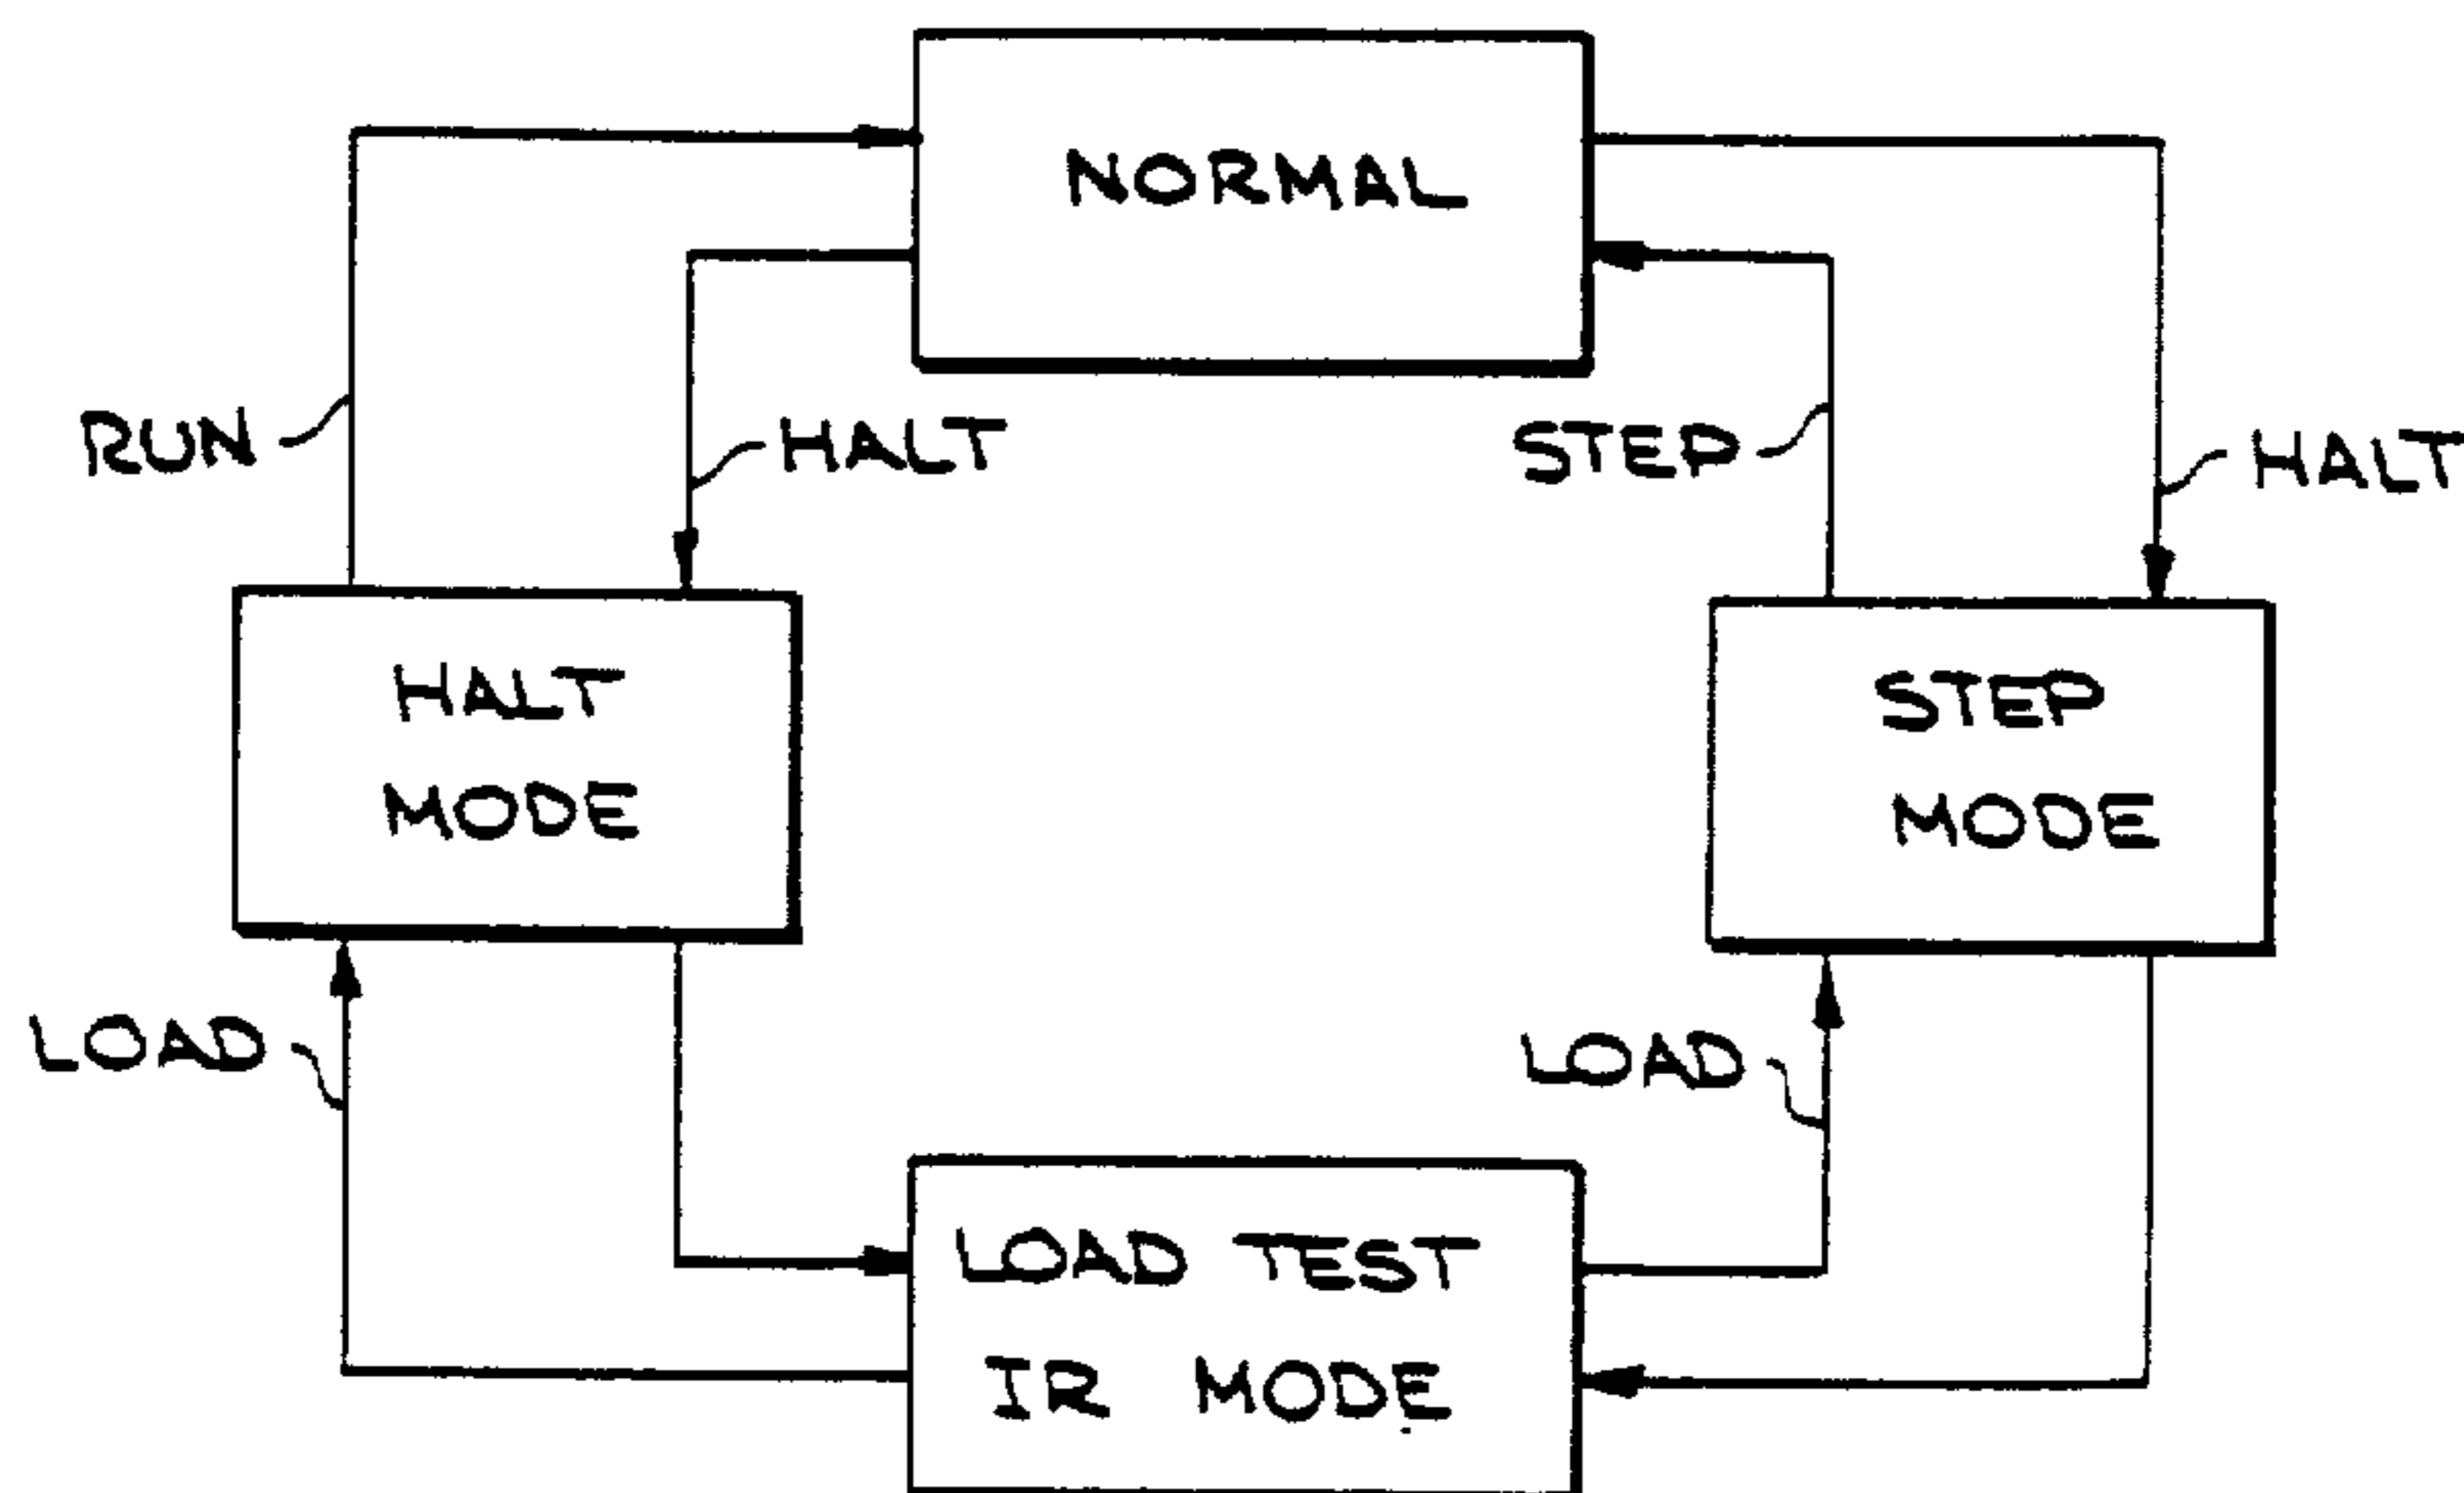 NORMAL
RUN
HALT
STEP
HALT
HALT
MODE
STEP
MODE
LOAD
LOAD
LOAD TEST
IR MODE